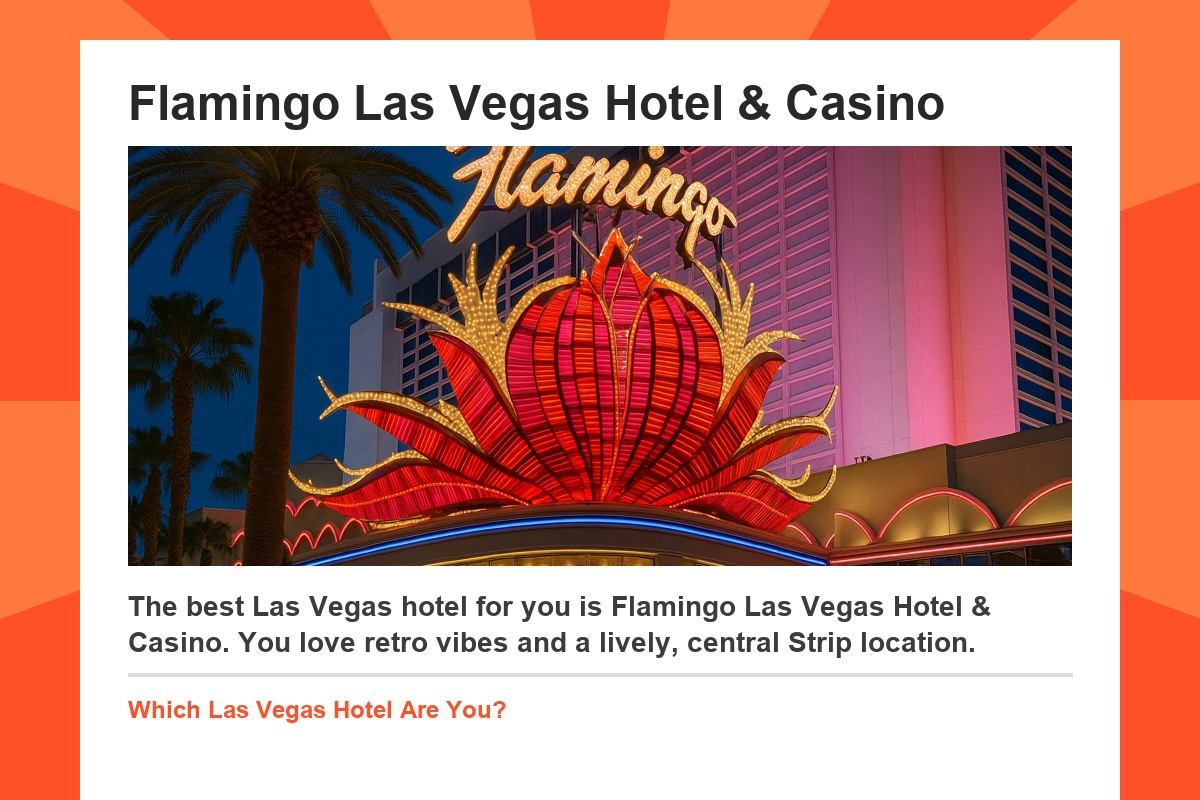 Flamingo Las Vegas Hotel & Casino
Flamingo
The best Las Vegas hotel for you is Flamingo Las Vegas Hotel &
Casino. You love retro vibes and a lively, central Strip location.
Which Las Vegas Hotel Are You?